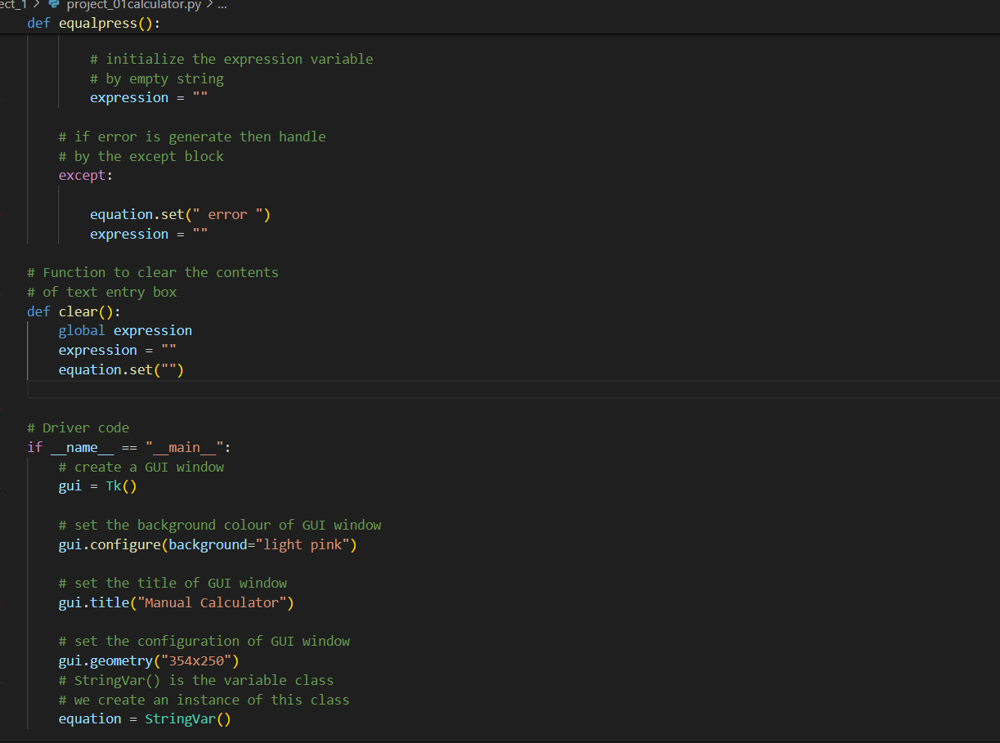 ect_1 > project_01calculator.py > ...
def equalpress():
        # initialize the expression variable
        # by empty string
        expression = ""
    # if error is generate then handle
    # by the except block
    except:
        equation.set(" error ")
        expression = ""
# Function to clear the contents
# of text entry box
def clear():
    global expression
    expression = ""
    equation.set("")
# Driver code
if __name__ == "__main__":
    # create a GUI window
    gui = Tk()
    # set the background colour of GUI window
    gui.configure(background="light pink")
    # set the title of GUI window
    gui.title("Manual Calculator")
    # set the configuration of GUI window
    gui.geometry("354x250")
    # StringVar() is the variable class
    # we create an instance of this class
    equation = StringVar()